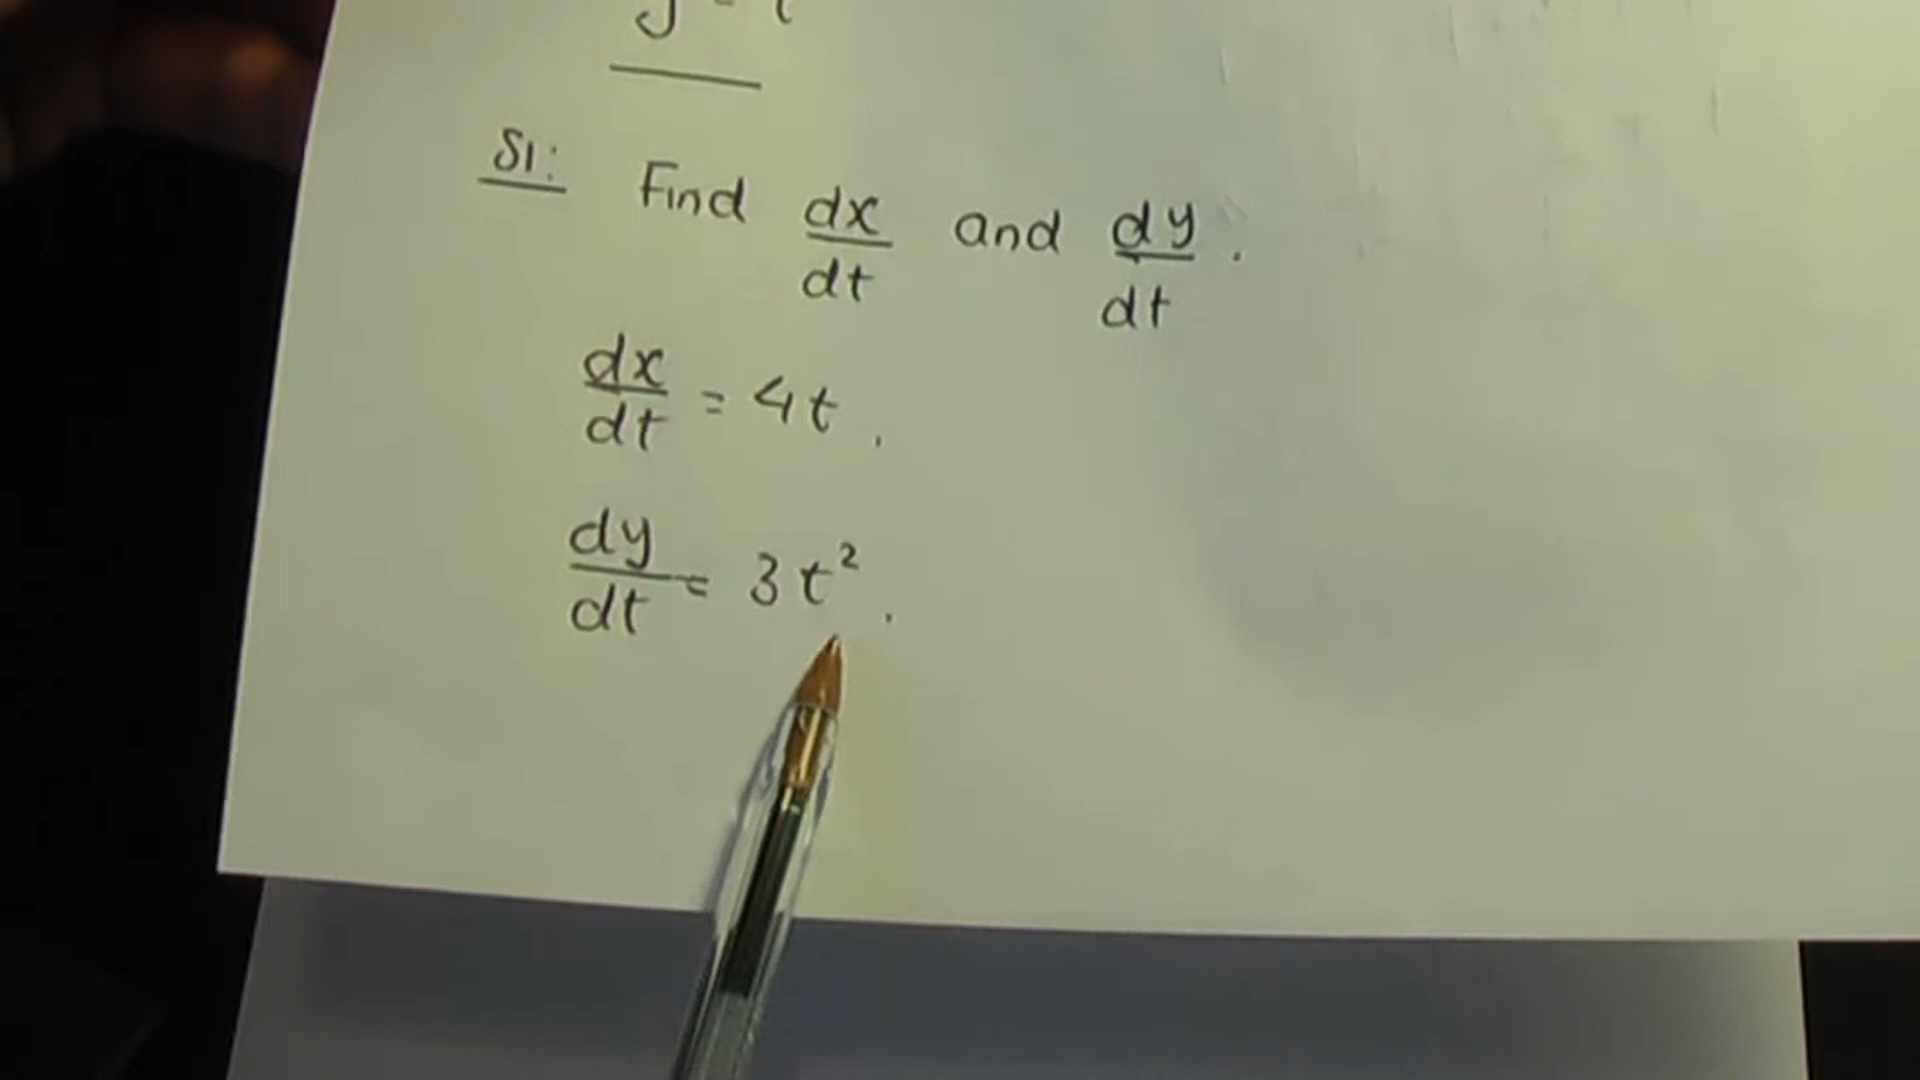 S1: Find dx/dt and dy/dt.
dx/dt = 4t.
dy/dt = 3t².